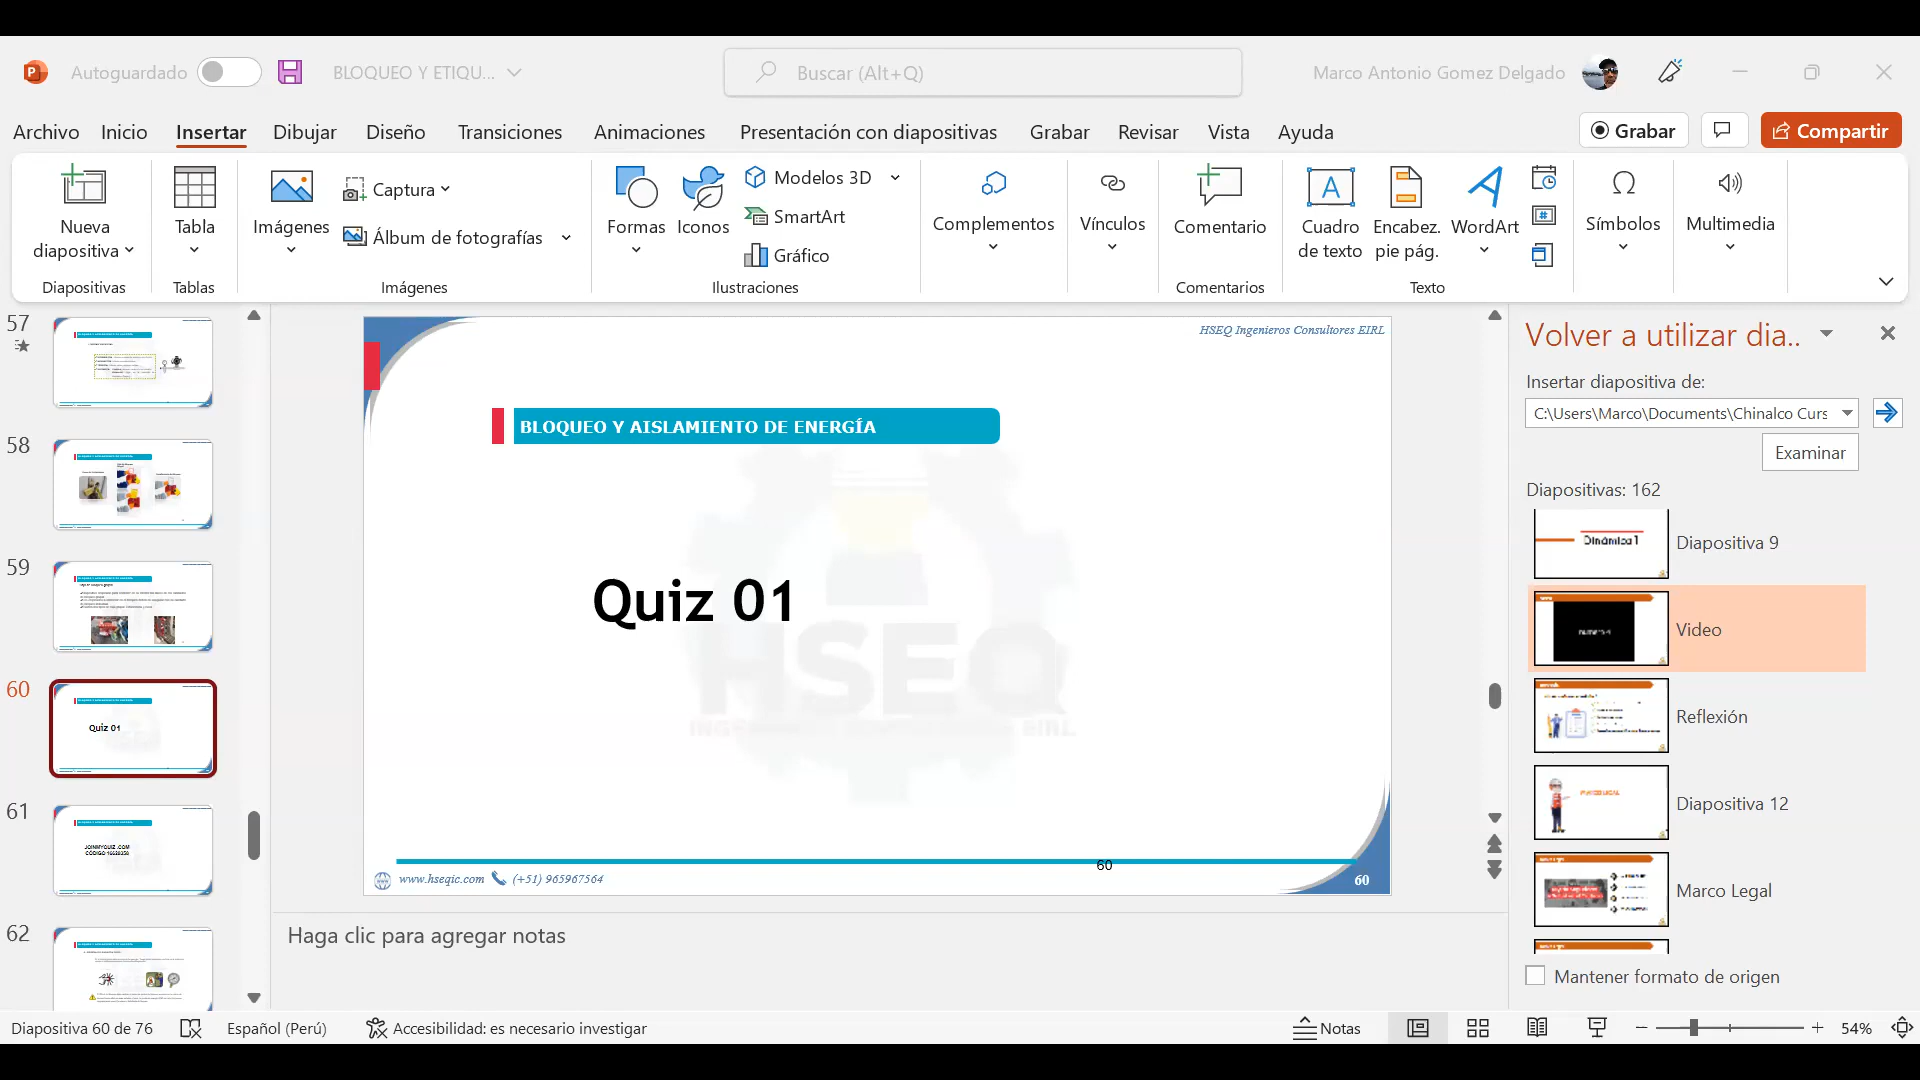 Autoguardado
BLOQUEO Y ETIQU...
Buscar (Alt+Q)
Marco Antonio Gomez Delgado
Archivo Inicio Insertar Dibujar Diseño Transiciones Animaciones Presentación con diapositivas Grabar Revisar Vista Ayuda
Grabar
Compartir
Nueva diapositiva
Diapositivas
Tabla
Tablas
Imágenes
Captura
Álbum de fotografías
Imágenes
Formas
Iconos
Modelos 3D
SmartArt
Gráfico
Ilustraciones
Complementos
Vínculos
Comentario
Comentarios
Cuadro de texto
Encabez. pie pág.
WordArt
Texto
Símbolos
Multimedia
57
58
59
60
Quiz 01
61
JOINMYQUIZ.COM
62
HSEQ Ingenieros Consultores EIRL
BLOQUEO Y AISLAMIENTO DE ENERGÍA
Quiz 01
HSEQ
60
www.hseqic.com (+51) 965967564
60
Haga clic para agregar notas
Volver a utilizar dia..
Insertar diapositiva de:
C:\Users\Marco\Documents\Chinalco Curs
Examinar
Diapositivas: 162
Dinámica 1
Diapositiva 9
Video
Reflexión
Diapositiva 12
Marco Legal
Mantener formato de origen
Diapositiva 60 de 76
Español (Perú)
Accesibilidad: es necesario investigar
Notas
54%